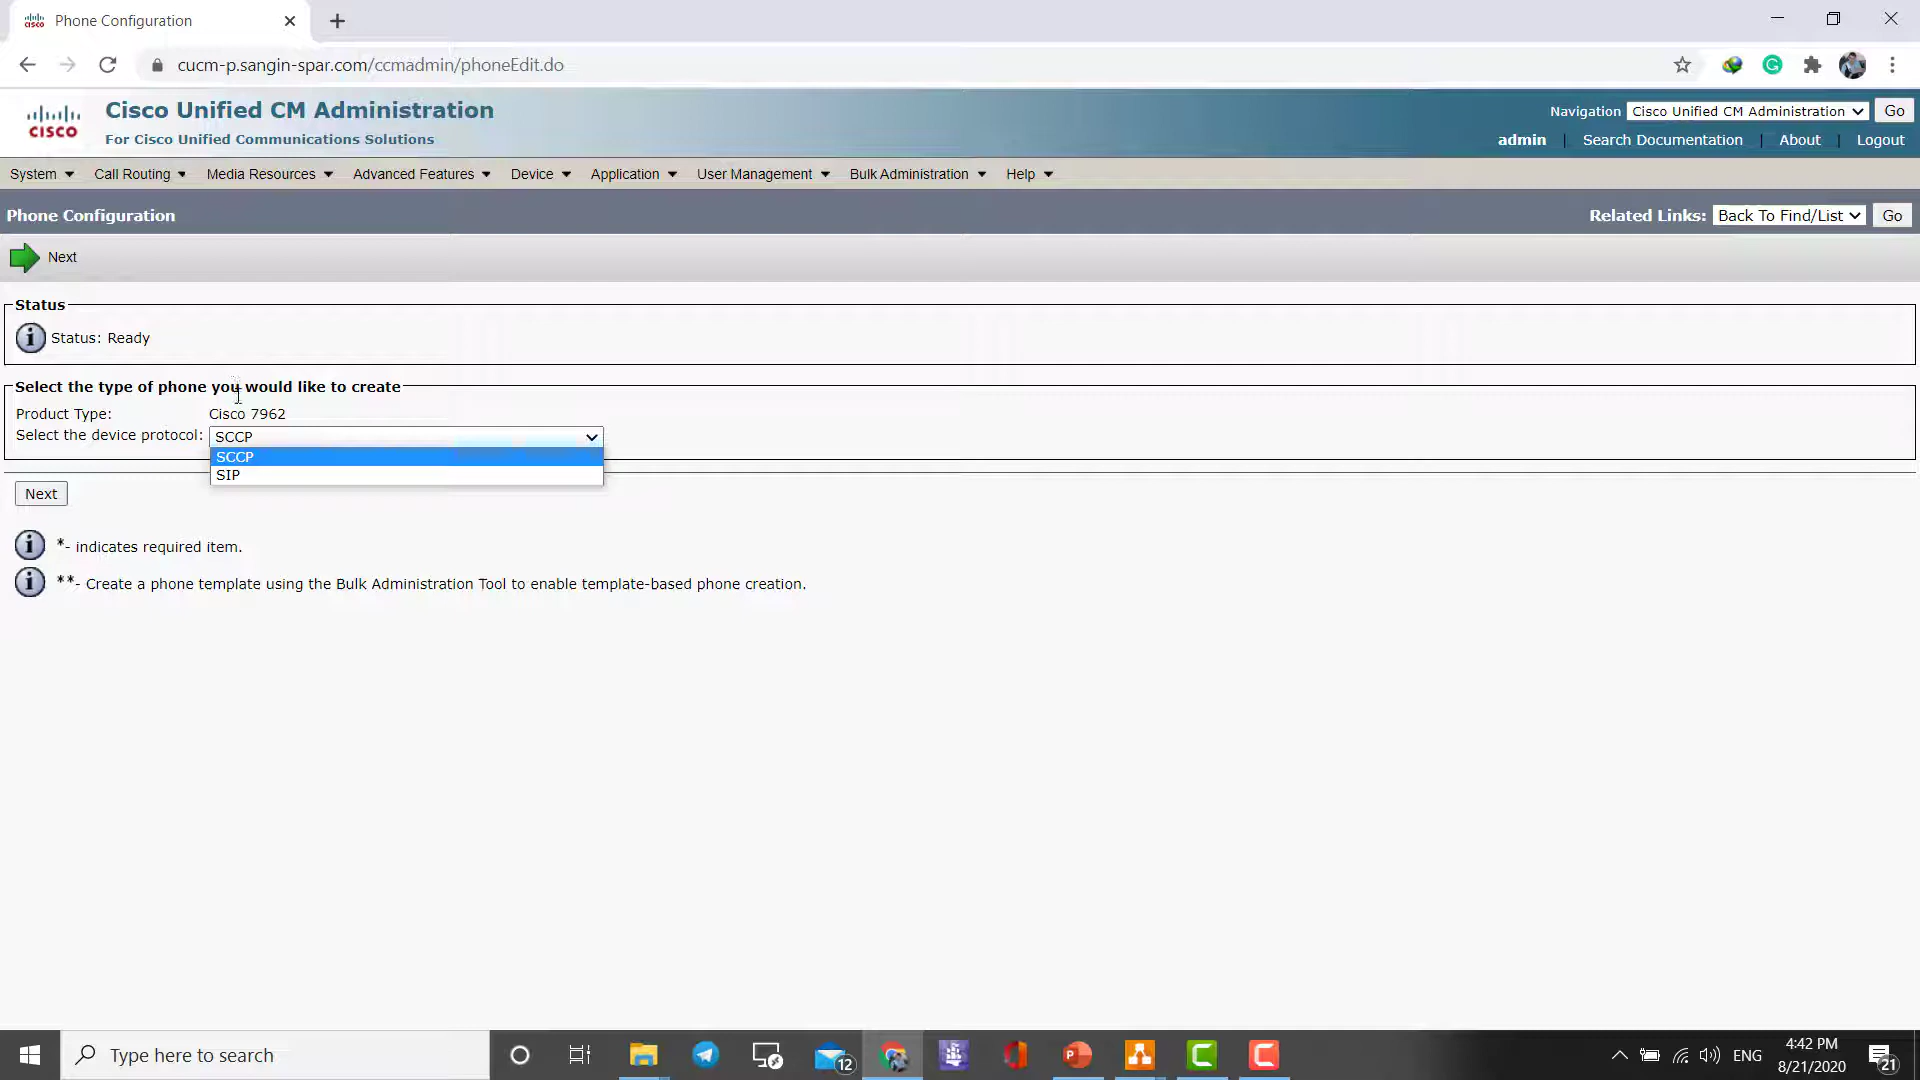 Phone Configuration
cucm-p.sangin-spar.com/ccmadmin/phoneEdit.do
CISCO
Cisco Unified CM Administration
For Cisco Unified Communications Solutions
Navigation Cisco Unified CM Administration Go
admin | Search Documentation | About | Logout
System Call Routing Media Resources Advanced Features Device Application User Management Bulk Administration Help
Phone Configuration
Related Links: Back To Find/List Go
Next
Status
Status: Ready
Select the type of phone you would like to create
Product Type: Cisco 7962
Select the device protocol: SCCP
SCCP
SIP
Next
*- indicates required item.
**- Create a phone template using the Bulk Administration Tool to enable template-based phone creation.
Type here to search
12
ENG
4:42 PM
8/21/2020
21